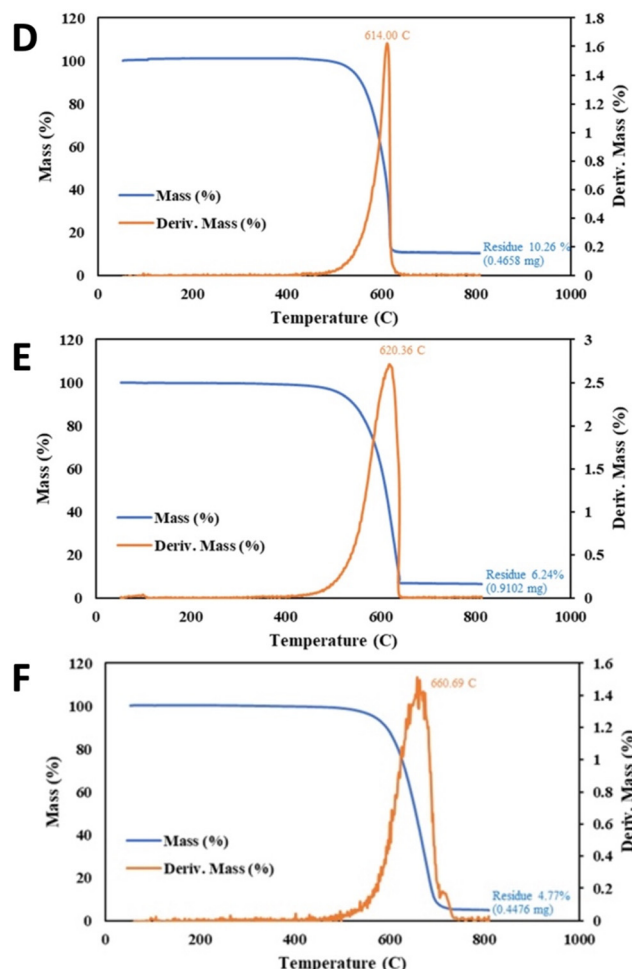 D
614.00 C
120
100
80
60
40
20
0
Mass (%)
1.8
1.6
1.4
1.2
1
0.8
0.6
0.4
0.2
0
Deriv. Mass (%)
Mass (%)
Deriv. Mass (%)
Residue 10.26 %
(0.4658 mg)
0 200 400 600 800 1000
Temperature (C)
E
620.36 C
120
100
80
60
40
20
0
Mass (%)
3
2.5
2
1.5
1
0.5
0
Deriv. Mass (%)
Mass (%)
Deriv. Mass (%)
Residue 6.24%
(0.9102 mg)
0 200 400 600 800 1000
Temperature (C)
F
660.69 C
120
100
80
60
40
20
0
Mass (%)
1.6
1.4
1.2
1
0.8
0.6
0.4
0.2
0
Deriv. Mass (%)
Mass (%)
Deriv. Mass (%)
Residue 4.77%
(0.4476 mg)
0 200 400 600 800 1000
Temperature (C)